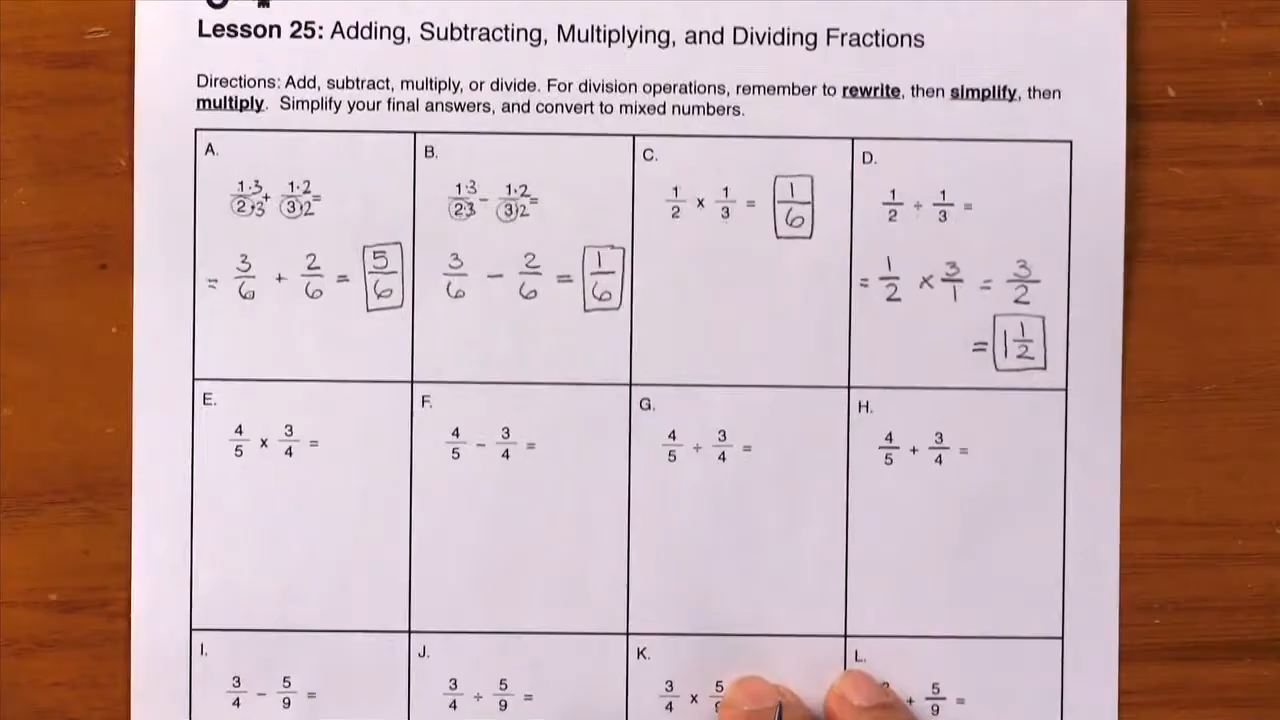 Lesson 25: Adding, Subtracting, Multiplying, and Dividing Fractions
Directions: Add, subtract, multiply, or divide. For division operations, remember to rewrite, then simplify, then
multiply. Simplify your final answers, and convert to mixed numbers.
A.
1·3/2·3 + 1·2/3·2 =
= 3/6 + 2/6 = 5/6
B.
1·3/2·3 - 1·2/3·2 =
3/6 - 2/6 = 1/6
C.
1/2 x 1/3 = 1/6
D.
1/2 ÷ 1/3 =
= 1/2 x 3/1 = 3/2
= 1 1/2
E.
4/5 x 3/4 =
F.
4/5 - 3/4 =
G.
4/5 ÷ 3/4 =
H.
4/5 + 3/4 =
I.
3/4 - 5/9 =
J.
3/4 ÷ 5/9 =
K.
3/4 x 5
L.
+ 5/9 =